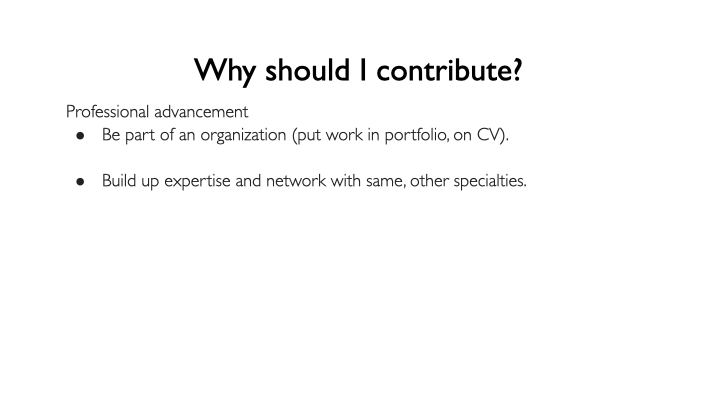 Why should I contribute?
Professional advancement
● Be part of an organization (put work in portfolio, on CV).
● Build up expertise and network with same, other specialties.